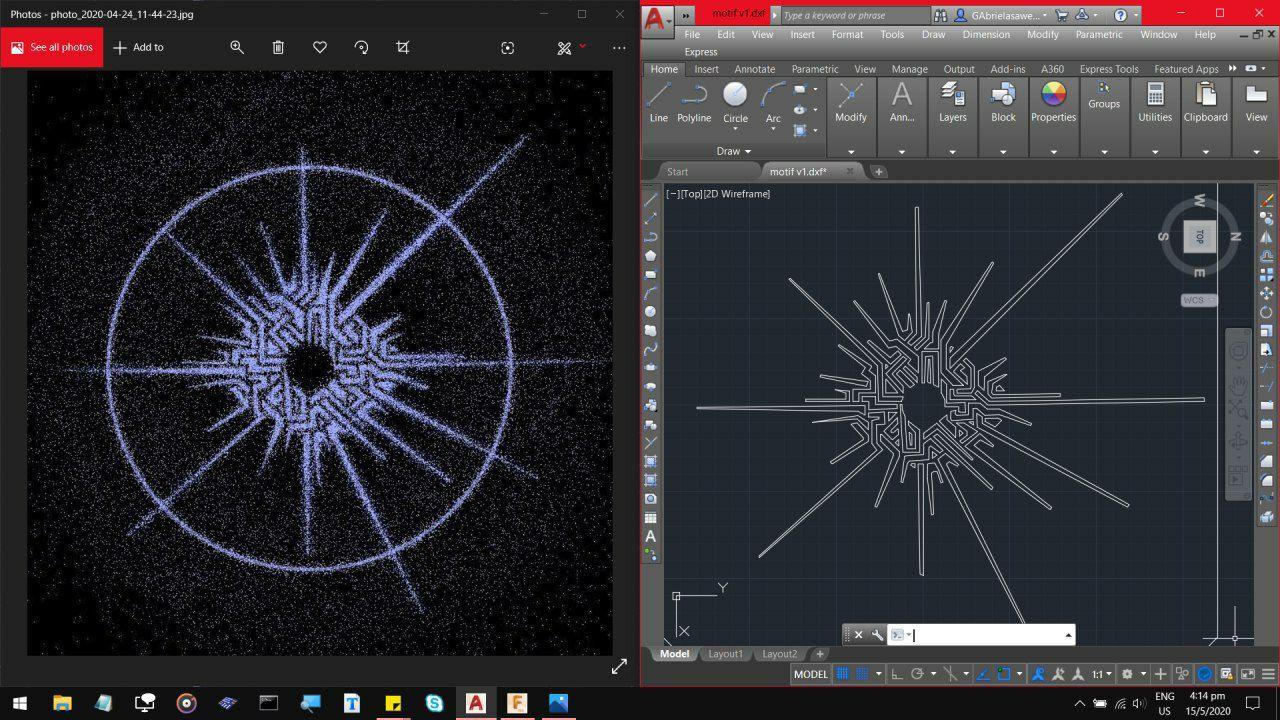 Photos - photo_2020-04-24_11-44-23.jpg
See all photos
Add to
A
motif v1.dxf
Type a keyword or phrase
GAbrielasawe...
?
File Edit View Insert Format Tools Draw Dimension Modify Parametric Window Help
Express
Home Insert Annotate Parametric View Manage Output Add-ins A360 Express Tools Featured Apps
Line Polyline Circle Arc Modify Ann... Layers Block Properties Groups Utilities Clipboard View
Draw
Start motif v1.dxf*
[−][Top][2D Wireframe]
W
S TOP N
E
WCS
A
Y
X
Model Layout1 Layout2
MODEL 1:1
T S A F
ENG 4:14 pm
US 15/5/2020